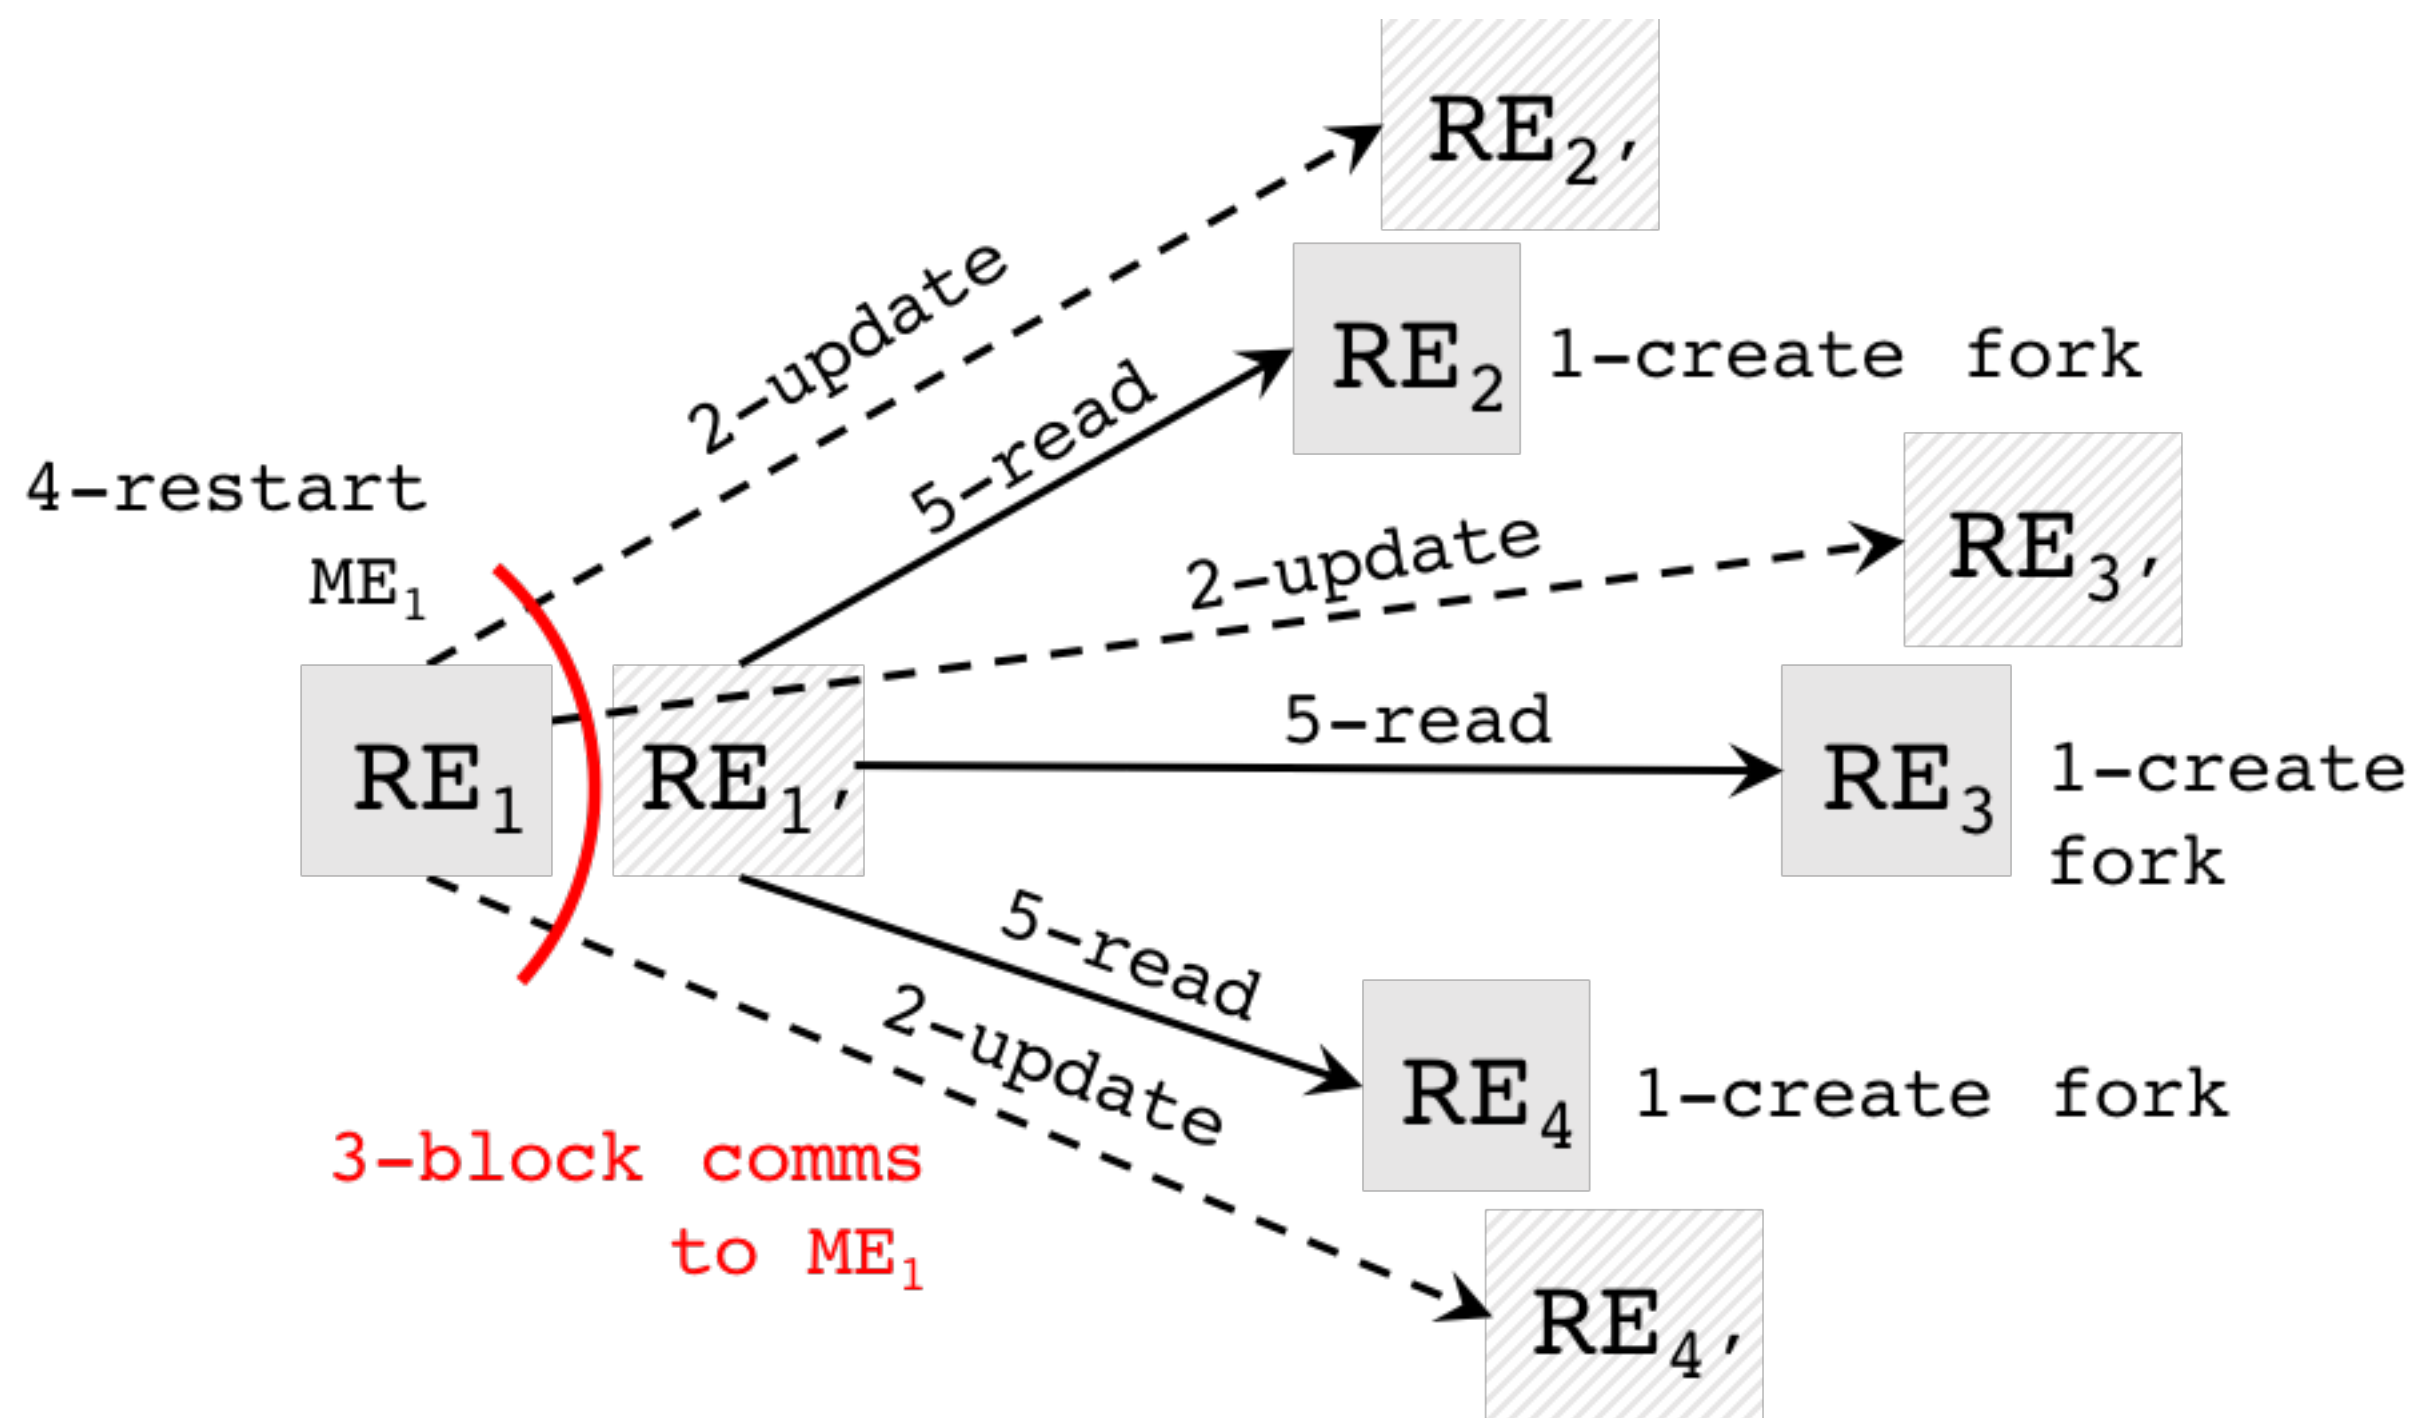 RE2,
2-update
RE2
1-create fork
5-read
4-restart
ME1
2-update
RE3,
RE1
RE1,
5-read
RE3
1-create
fork
5-read
2-update
RE4
1-create fork
3-block comms
to ME1
RE4,